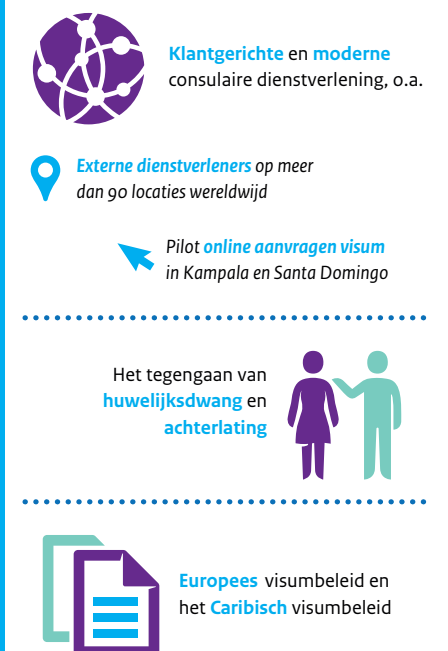 Klantgerichte en moderne
consulaire dienstverlening, o.a.
Externe dienstverleners op meer
dan 90 locaties wereldwijd
Pilot online aanvragen visum
in Kampala en Santa Domingo
Het tegengaan van
huwelijksdwang en
achterlating
Europees visumbeleid en
het Caribisch visumbeleid